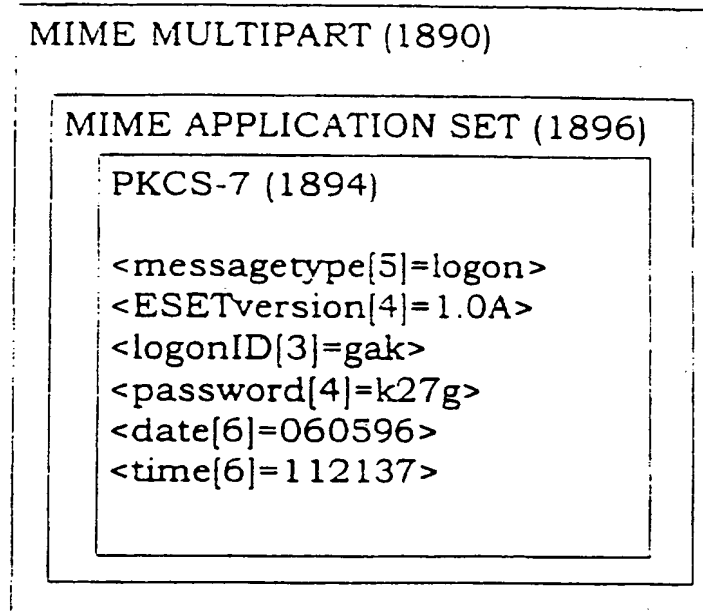 MIME MULTIPART (1890)
MIME APPLICATION SET (1896)
PKCS-7 (1894)
<messagetype[5]=logon>
<ESETversion[4]=1.0A>
<logonID[3]=gak>
<password[4]=k27g>
<date[6]=060596>
<time[6]=112137>